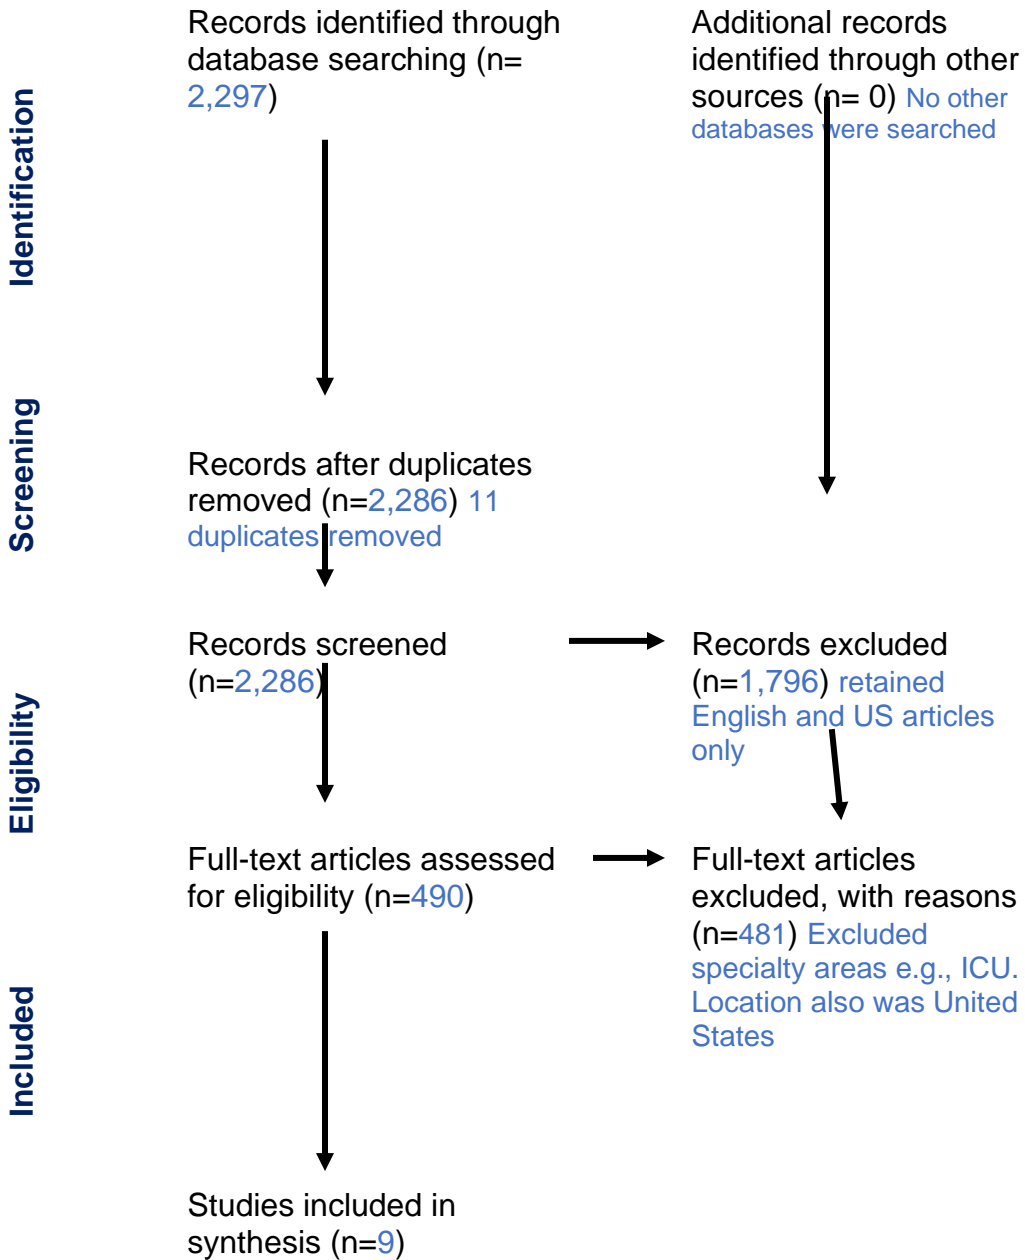 Identification
Records identified through
database searching (n=
2,297)
Additional records
identified through other
sources (n= 0) No other
databases were searched
Screening
Records after duplicates
removed (n=2,286) 11
duplicates removed
Eligibility
Records screened
(n=2,286)
Records excluded
(n=1,796) retained
English and US articles
only
Full-text articles assessed
for eligibility (n=490)
Full-text articles
excluded, with reasons
(n=481) Excluded
specialty areas e.g., ICU.
Location also was United
States
Included
Studies included in
synthesis (n=9)